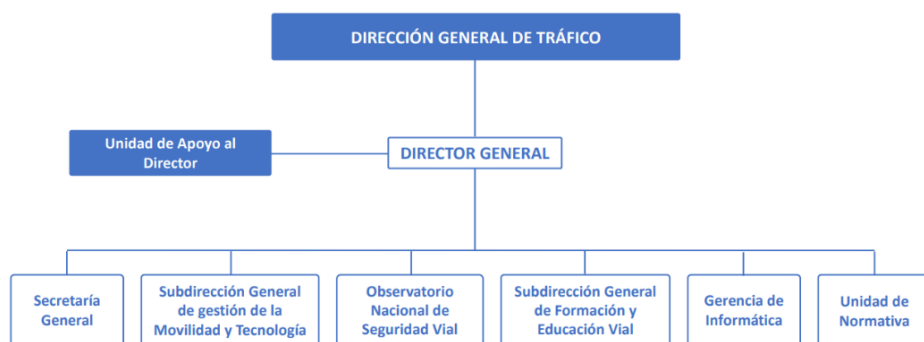 DIRECCIÓN GENERAL DE TRÁFICO
Unidad de Apoyo al
Director
DIRECTOR GENERAL
Secretaría
General
Subdirección General
de gestión de la
Movilidad y Tecnología
Observatorio
Nacional de
Seguridad Vial
Subdirección General
de Formación y
Educación Vial
Gerencia de
Informática
Unidad de
Normativa